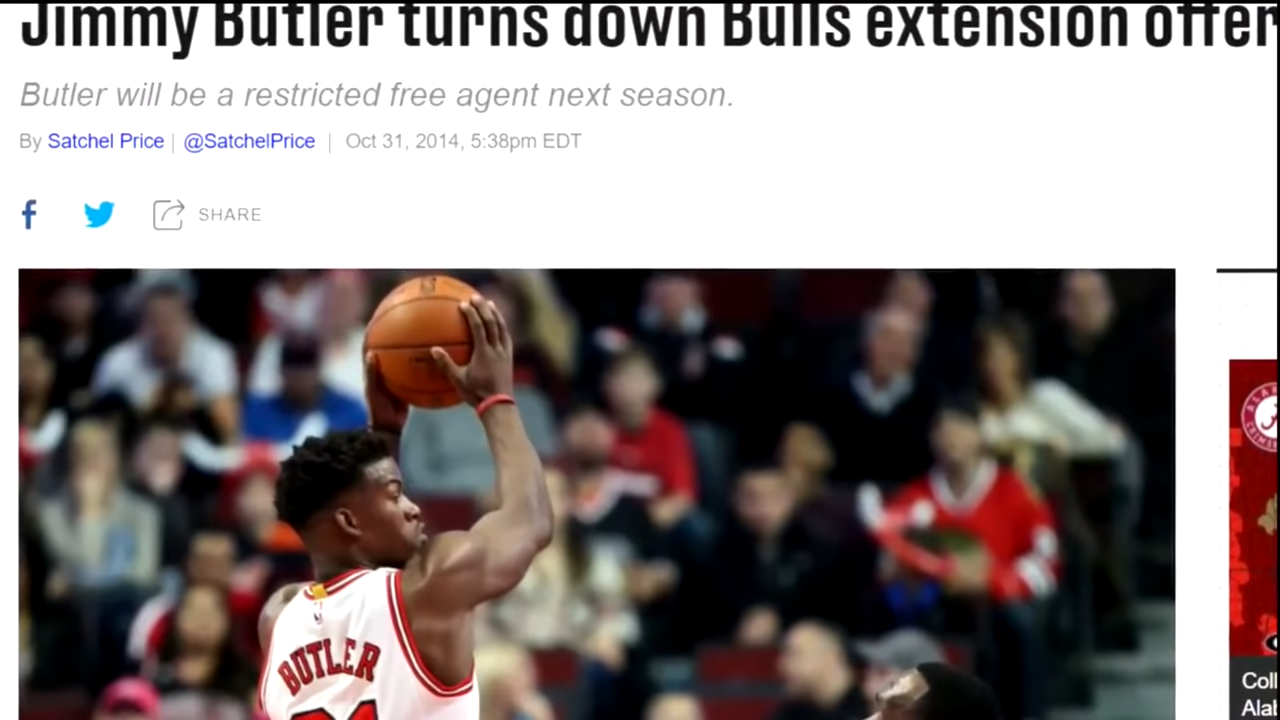 Jimmy Butler turns down Bulls extension offer
Butler will be a restricted free agent next season.
By Satchel Price | @SatchelPrice | Oct 31, 2014, 5:38pm EDT
SHARE
BUTLER
21
Coll
Alal